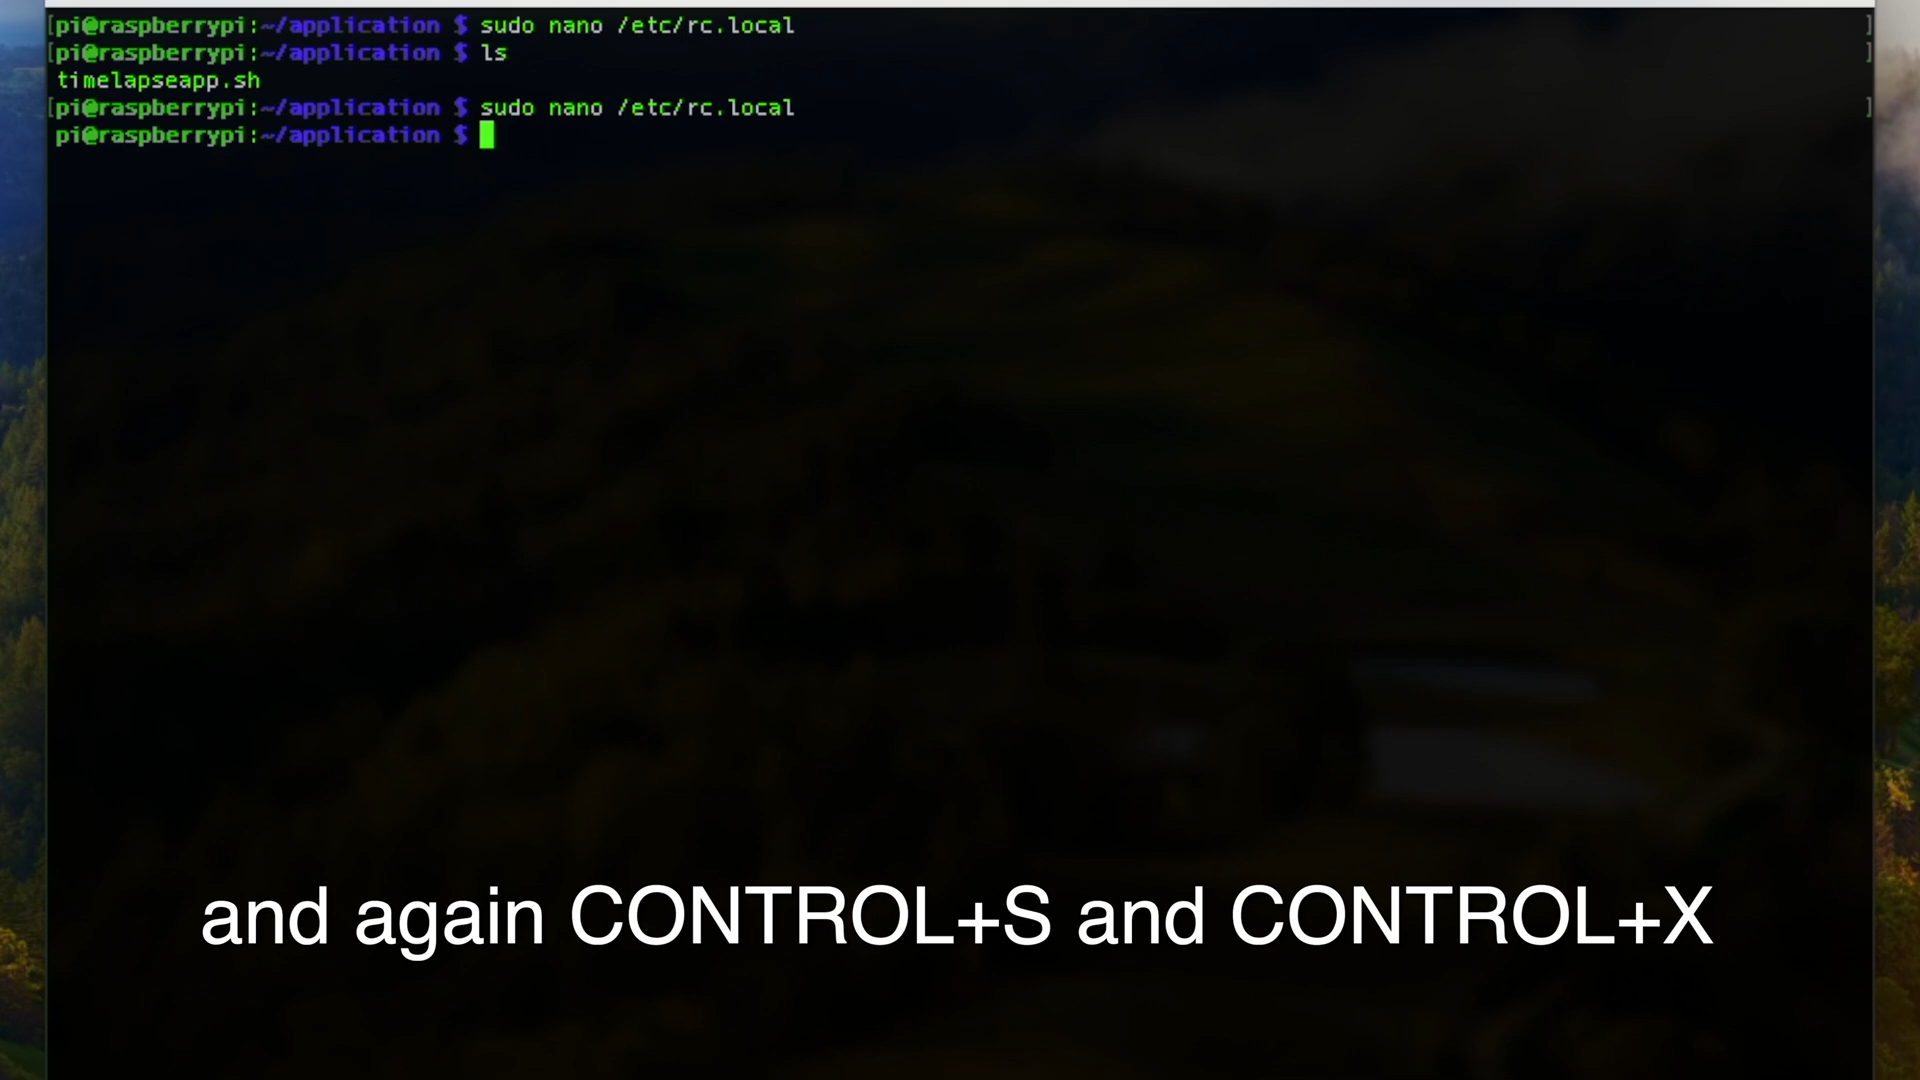 [pi@raspberrypi:~/application $ sudo nano /etc/rc.local ]
[pi@raspberrypi:~/application $ ls ]
timelapseapp.sh
[pi@raspberrypi:~/application $ sudo nano /etc/rc.local ]
pi@raspberrypi:~/application $
and again CONTROL+S and CONTROL+X